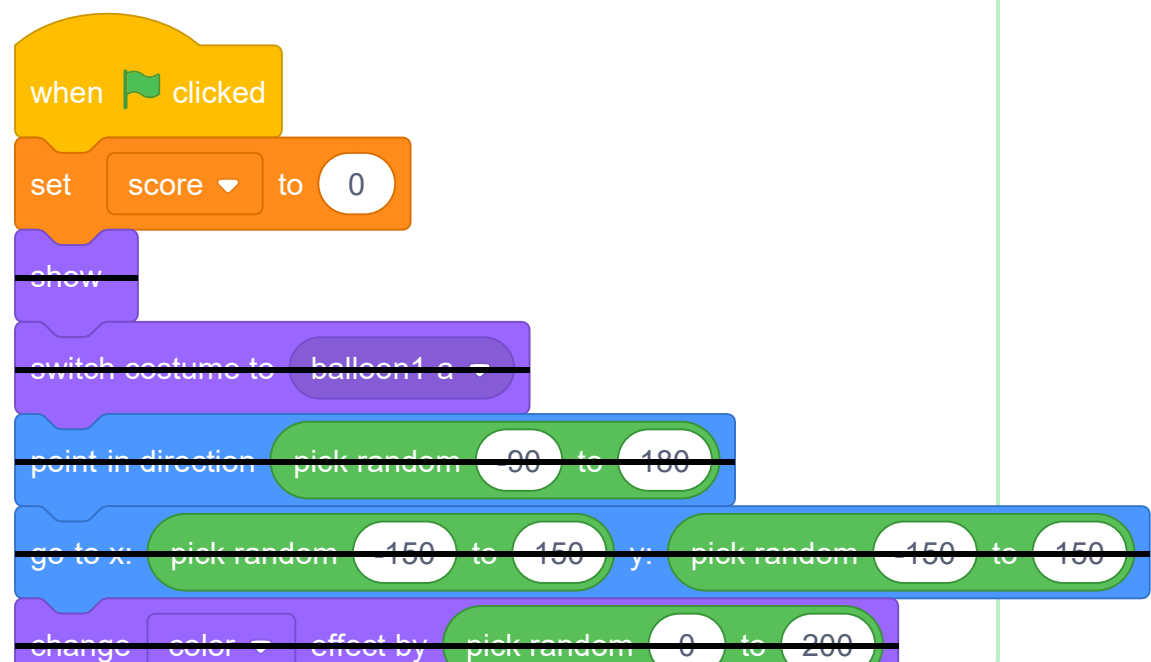 when clicked
set score to 0
show
switch costume to balloon1-a
point in direction pick random -90 to 180
go to x: pick random -150 to 150 y: pick random -150 to 150
change color effect by pick random 0 to 200